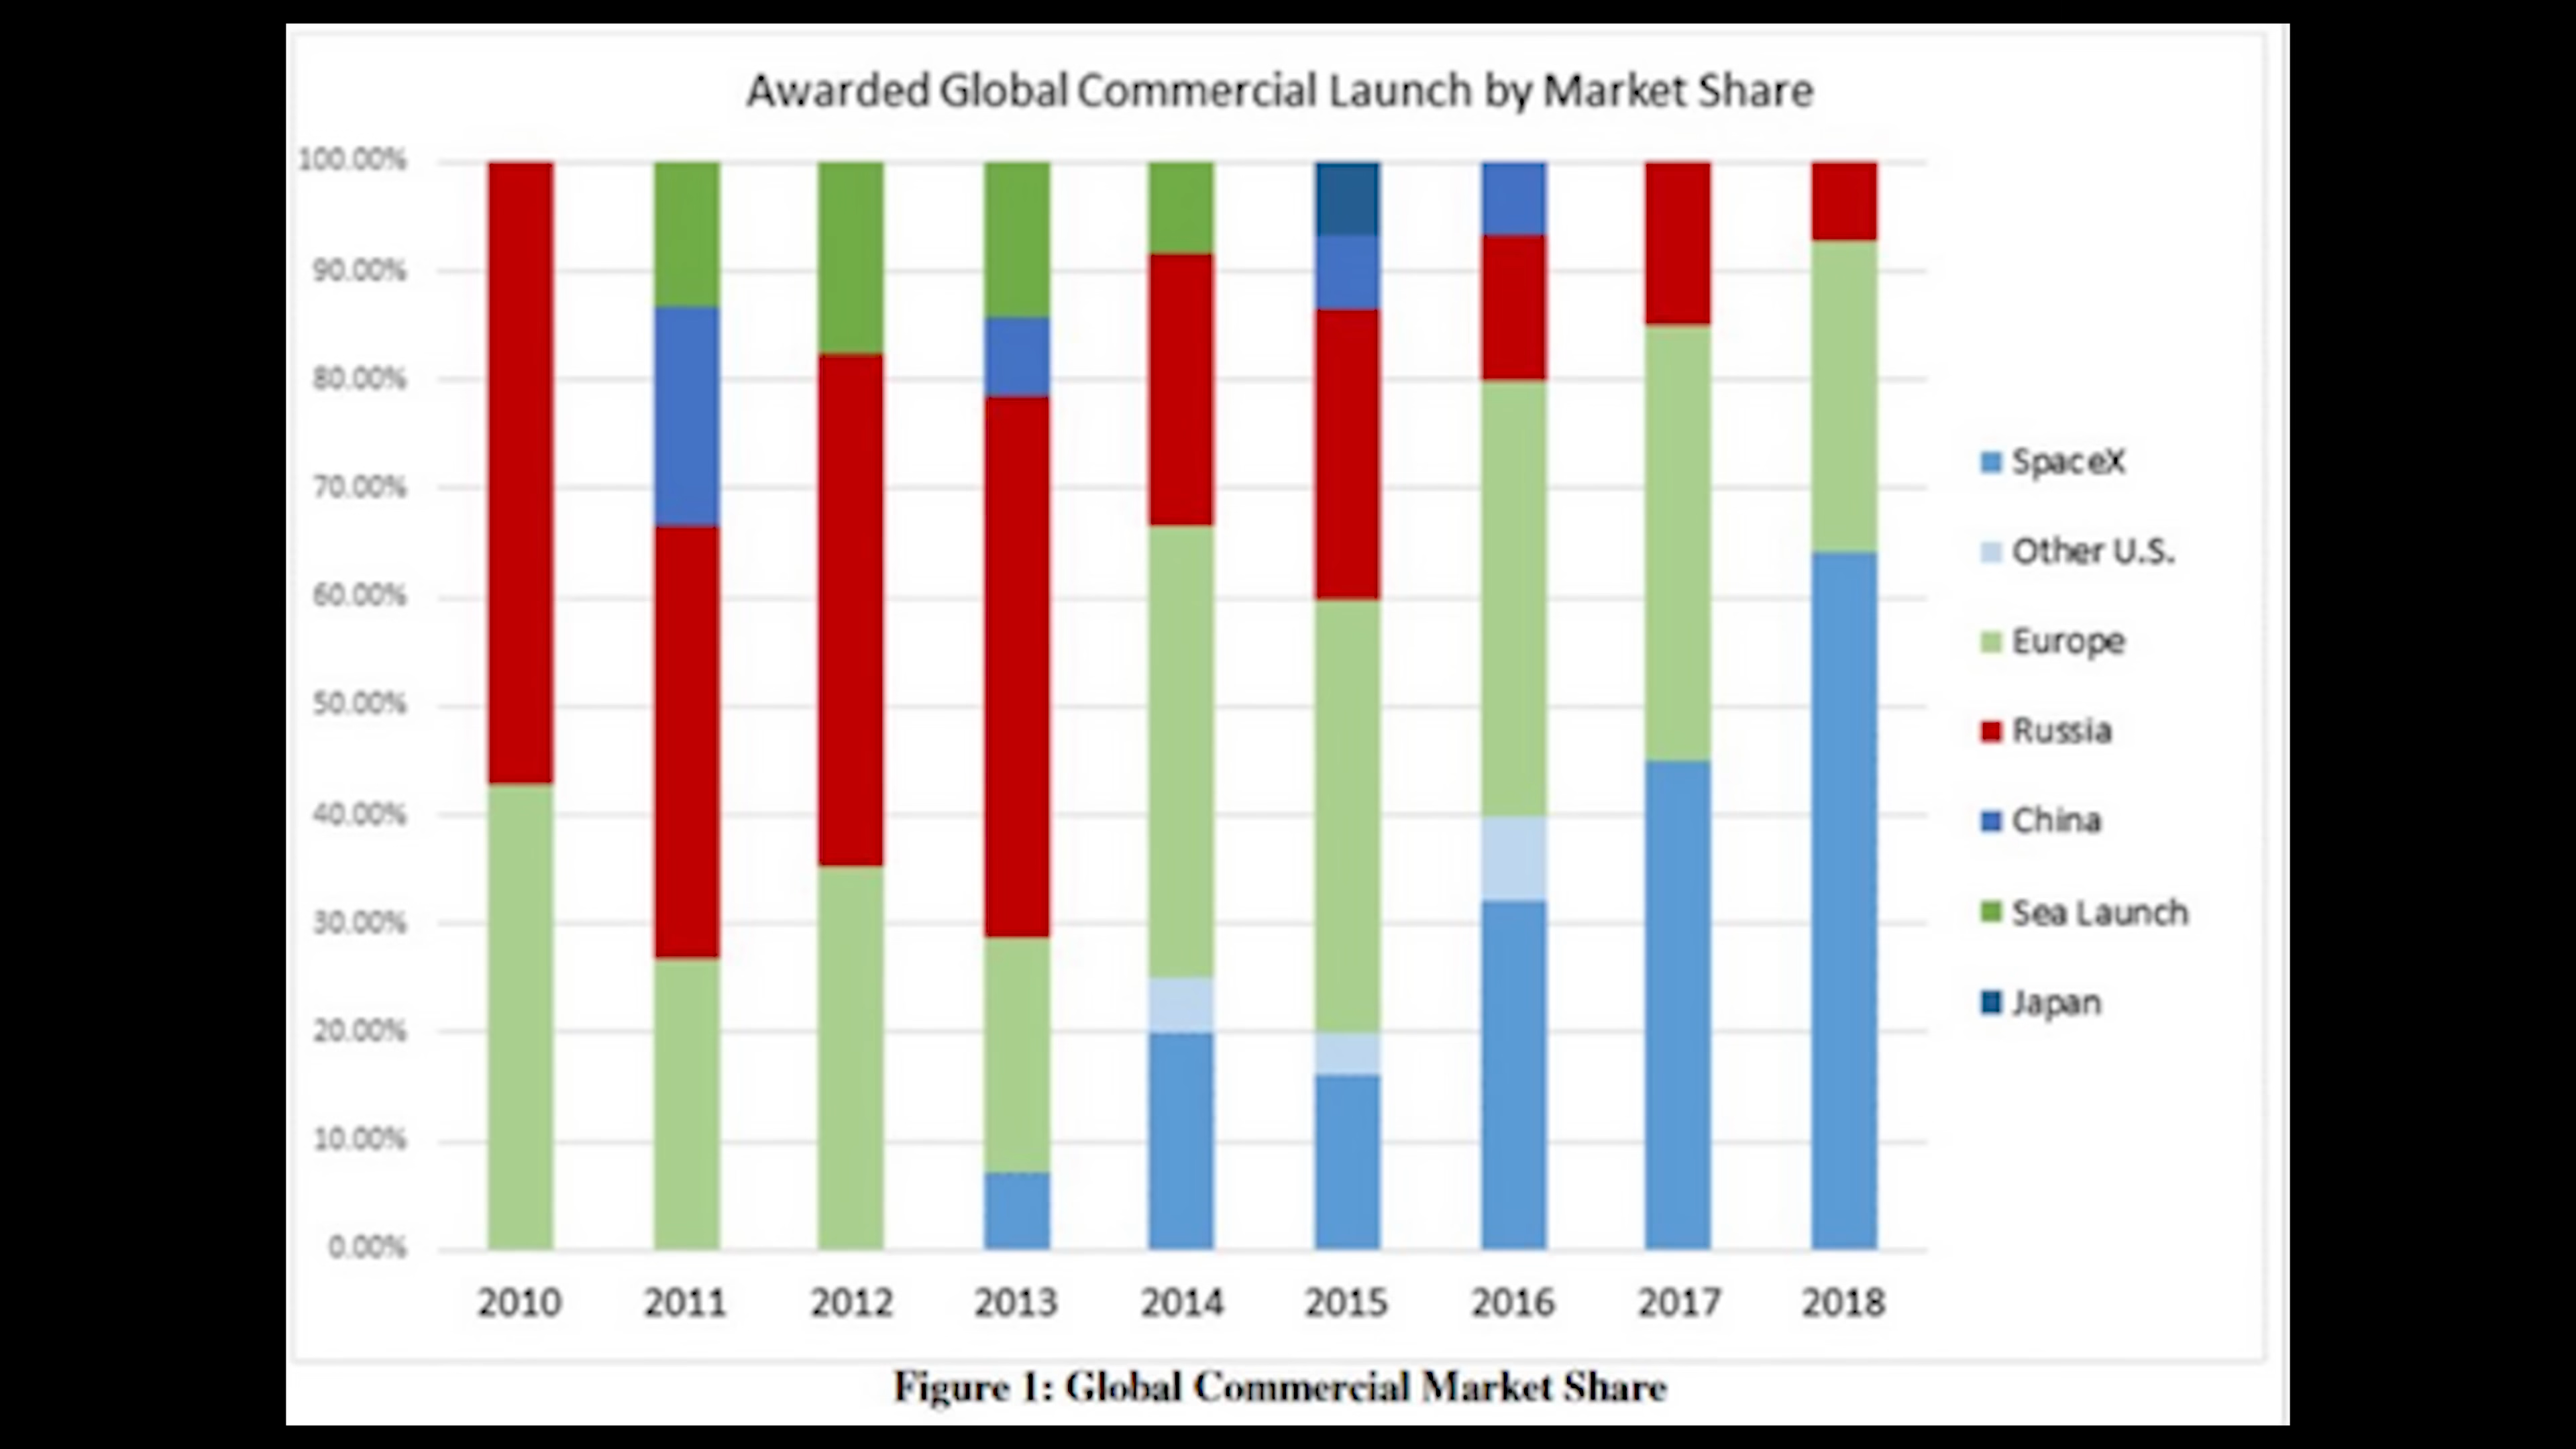 Awarded Global Commercial Launch by Market Share
100.00%
90.00%
80.00%
70.00%
60.00%
50.00%
40.00%
30.00%
20.00%
10.00%
0.00%
2010 2011 2012 2013 2014 2015 2016 2017 2018
SpaceX
Other U.S.
Europe
Russia
China
Sea Launch
Japan
Figure 1: Global Commercial Market Share